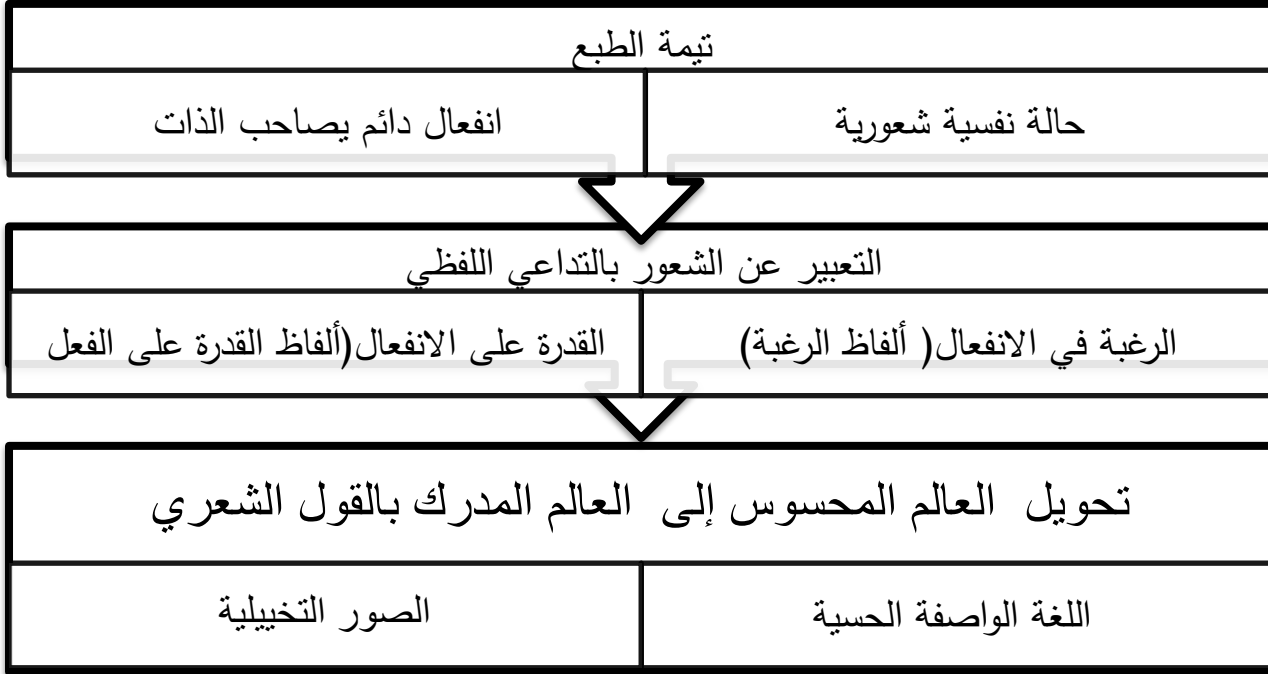 تيمة الطبع
حالة نفسية شعورية
انفعال دائم يصاحب الذات
التعبير عن الشعور بالتداعي اللفظي
الرغبة في الانفعال( ألفاظ الرغبة)
القدرة على الانفعال(ألفاظ القدرة على الفعل
تحويل العالم المحسوس إلى العالم المدرك بالقول الشعري
اللغة الواصفة الحسية
الصور التخييلية